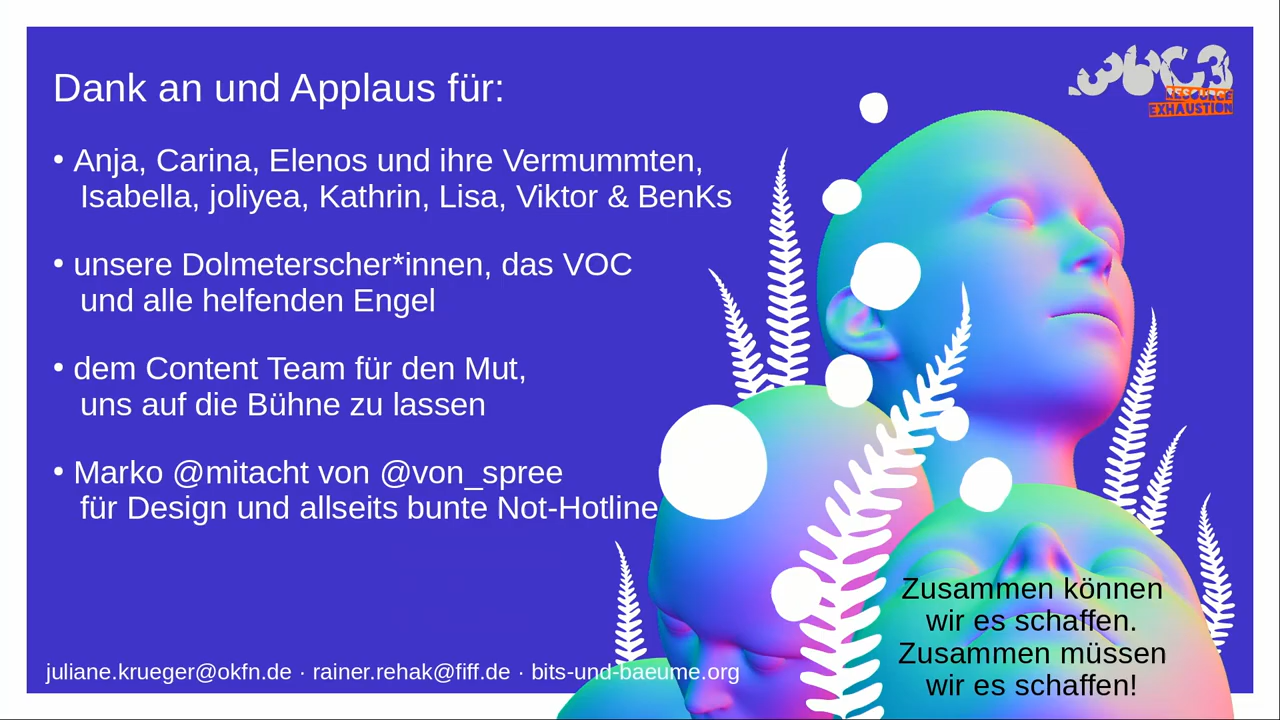 36C3
RESOURCE
EXHAUSTION
Dank an und Applaus für:
• Anja, Carina, Elenos und ihre Vermummten,
Isabella, joliyea, Kathrin, Lisa, Viktor & BenKs
• unsere Dolmeterscher*innen, das VOC
und alle helfenden Engel
• dem Content Team für den Mut,
uns auf die Bühne zu lassen
• Marko @mitacht von @von_spree
für Design und allseits bunte Not-Hotline
Zusammen können
wir es schaffen.
Zusammen müssen
wir es schaffen!
juliane.krueger@okfn.de · rainer.rehak@fiff.de · bits-und-baeume.org